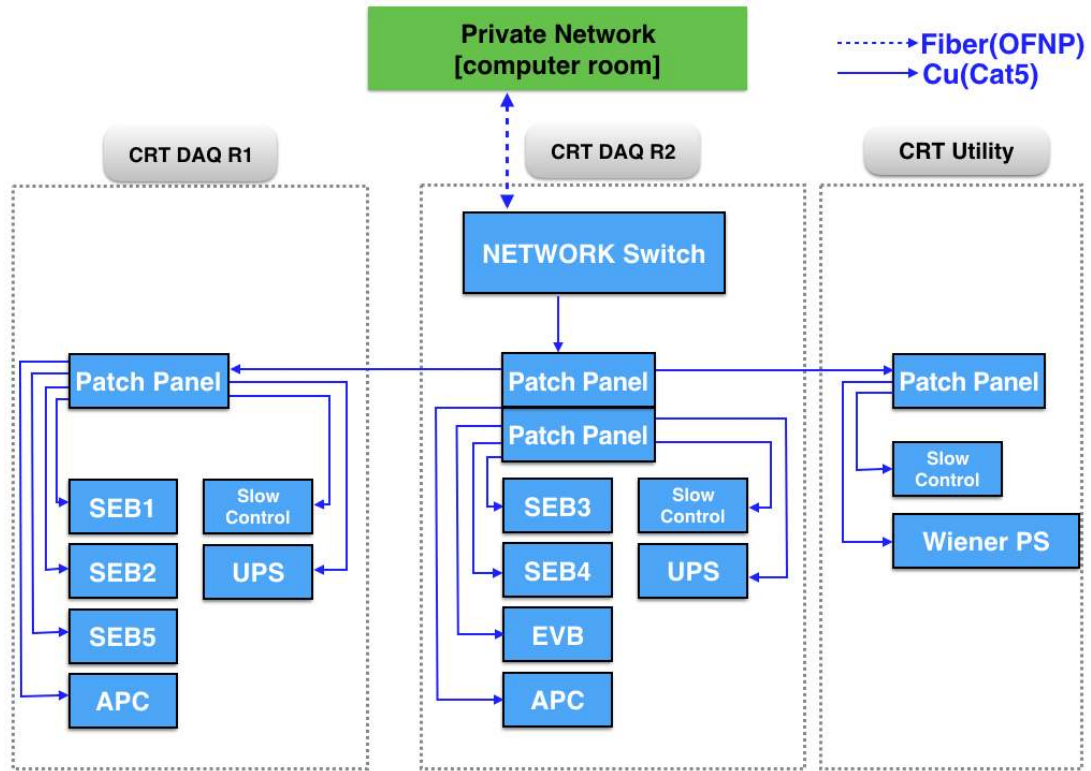 Private Network
[computer room]
Fiber(OFNP)
Cu(Cat5)
CRT DAQ R1
CRT DAQ R2
CRT Utility
NETWORK Switch
Patch Panel
Patch Panel
Patch Panel
Patch Panel
SEB1
Slow
Control
SEB2
UPS
SEB5
APC
SEB3
Slow
Control
SEB4
UPS
EVB
APC
Slow
Control
Wiener PS